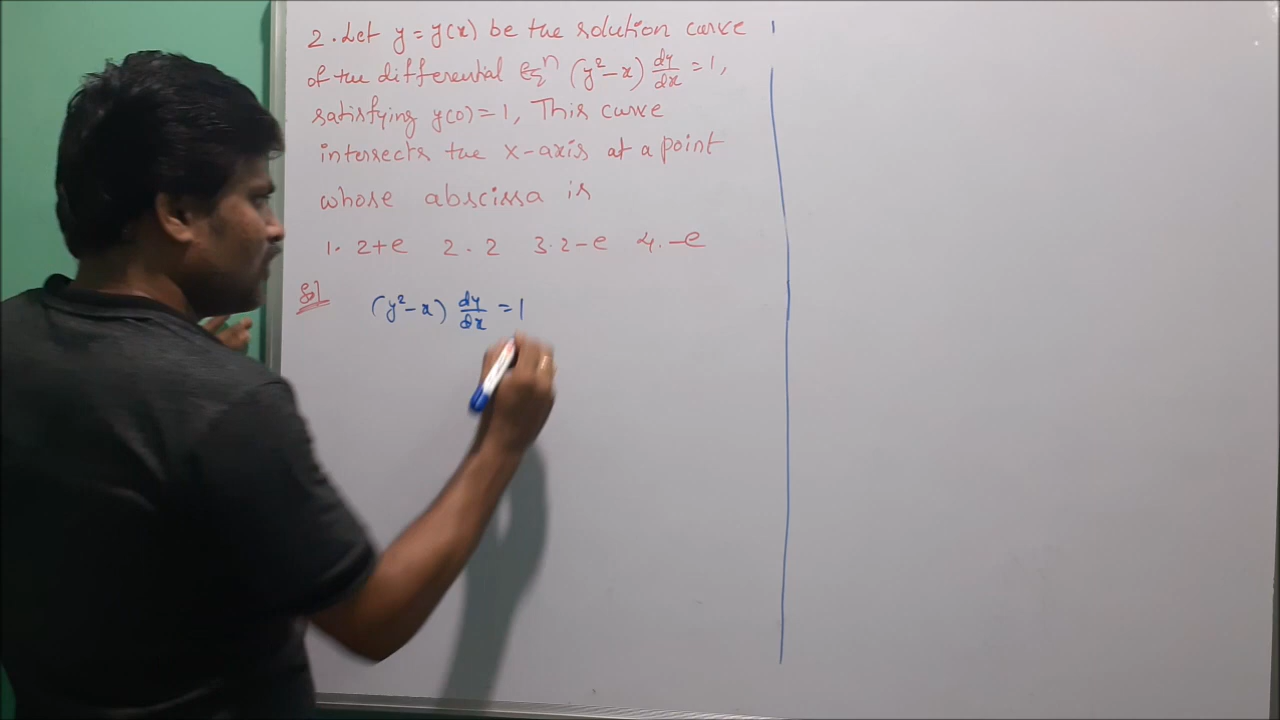 2. Let y = y(x) be the solution curve
of the differential Eqⁿ (y² - x) dy/dx = 1,
satisfying y(0) = 1, This curve
intersects the X-axis at a point
whose abscissa is
1. 2+e 2. 2 3. 2-e 4. -e
Sol (y² - x) dy/dx = 1